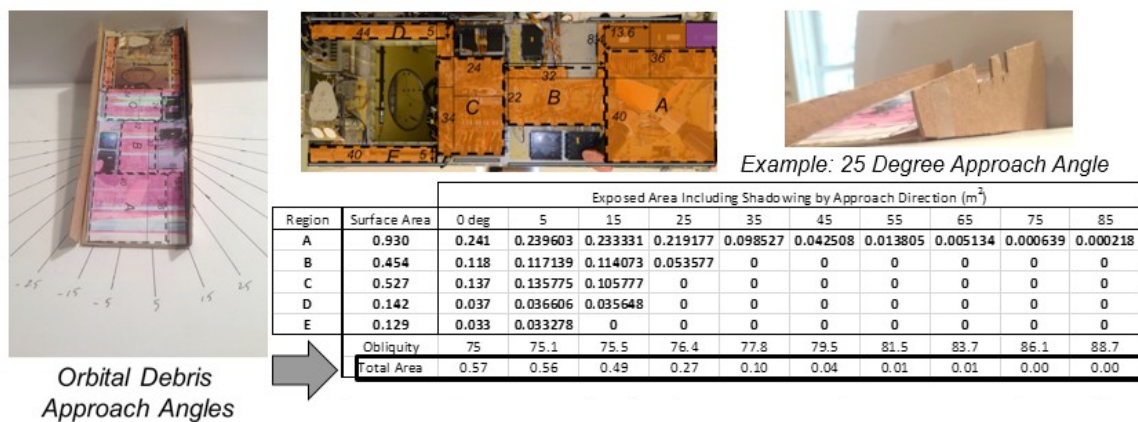 D
44
5
8.4
13.6
24
32
36
22
C
B
A
34
40
40
E
5
A
B
C
-25
-15
-5
5
15
25
Orbital Debris
Approach Angles
Example: 25 Degree Approach Angle
Exposed Area Including Shadowing by Approach Direction (m²)
Region Surface Area 0 deg 5 15 25 35 45 55 65 75 85
A 0.930 0.241 0.239603 0.233331 0.219177 0.098527 0.042508 0.013805 0.005134 0.000639 0.000218
B 0.454 0.118 0.117139 0.114073 0.053577 0 0 0 0 0 0
C 0.527 0.137 0.135775 0.105777 0 0 0 0 0 0 0
D 0.142 0.037 0.036606 0.035648 0 0 0 0 0 0 0
E 0.129 0.033 0.033278 0 0 0 0 0 0 0 0
Obliquity 75 75.1 75.5 76.4 77.8 79.5 81.5 83.7 86.1 88.7
Total Area 0.57 0.56 0.49 0.27 0.10 0.04 0.01 0.01 0.00 0.00